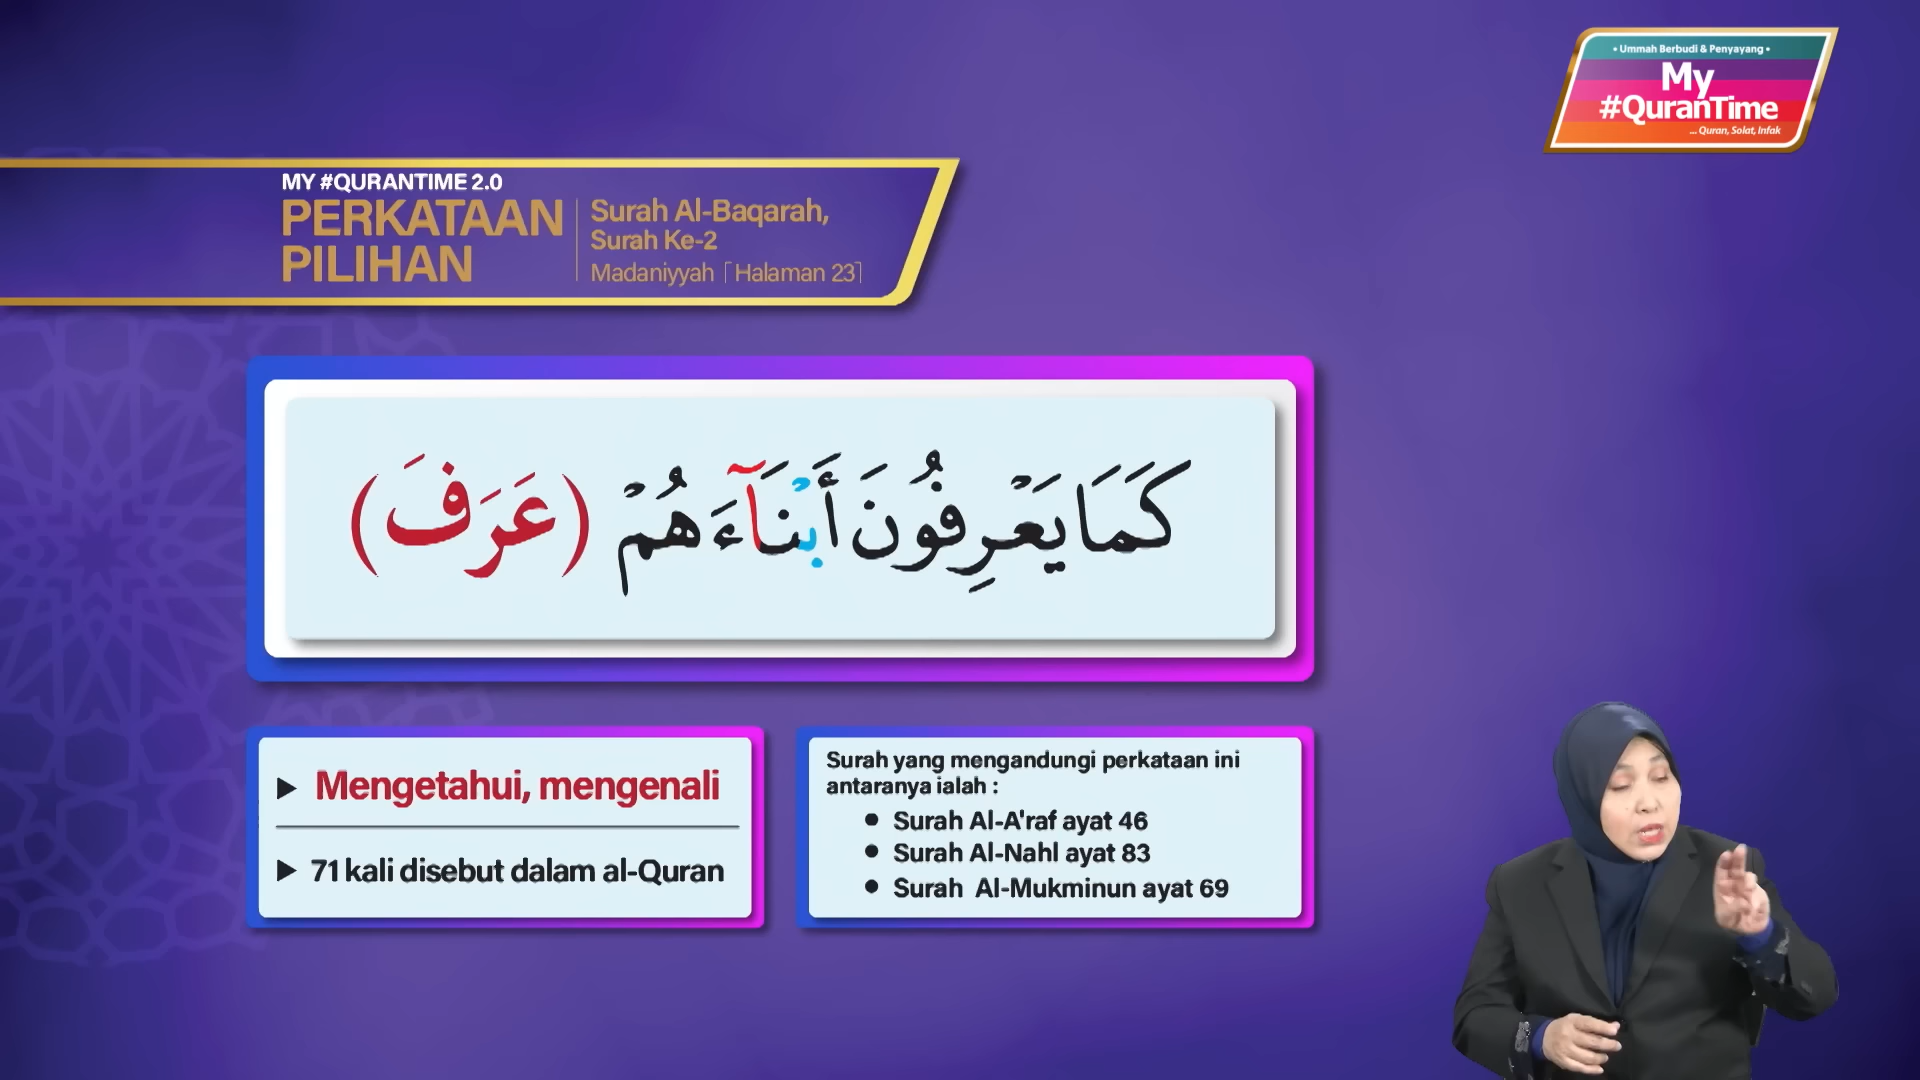 • Ummah Berbudi & Penyayang •
My
#QuranTime
... Quran, Solat, Infak
MY #QURANTIME 2.0
PERKATAAN
PILIHAN
Surah Al-Baqarah,
Surah Ke-2
Madaniyyah [Halaman 23]
كَمَا يَعْرِفُونَ أَبْنَآءَهُمْ (عَرَفَ)
Mengetahui, mengenali
71 kali disebut dalam al-Quran
Surah yang mengandungi perkataan ini
antaranya ialah :
• Surah Al-A'raf ayat 46
• Surah Al-Nahl ayat 83
• Surah Al-Mukminun ayat 69